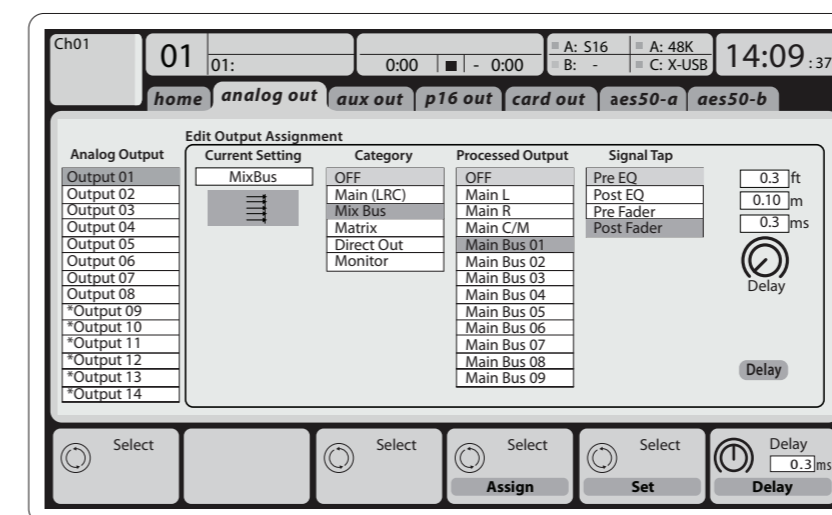 Ch01
01
01:
0:00 - 0:00
A: S16
B: -
A: 48K
C: X-USB
14:09 :37
home analog out aux out p16 out card out aes50-a aes50-b
Edit Output Assignment
Analog Output
Output 01
Output 02
Output 03
Output 04
Output 05
Output 06
Output 07
Output 08
*Output 09
*Output 10
*Output 11
*Output 12
*Output 13
*Output 14
Current Setting
MixBus
Category
OFF
Main (LRC)
Mix Bus
Matrix
Direct Out
Monitor
Processed Output
OFF
Main L
Main R
Main C/M
Main Bus 01
Main Bus 02
Main Bus 03
Main Bus 04
Main Bus 05
Main Bus 06
Main Bus 07
Main Bus 08
Main Bus 09
Signal Tap
Pre EQ
Post EQ
Pre Fader
Post Fader
0.3 ft
0.10 m
0.3 ms
Delay
Delay
Select
Select
Select
Assign
Select
Set
Delay
0.3 ms
Delay